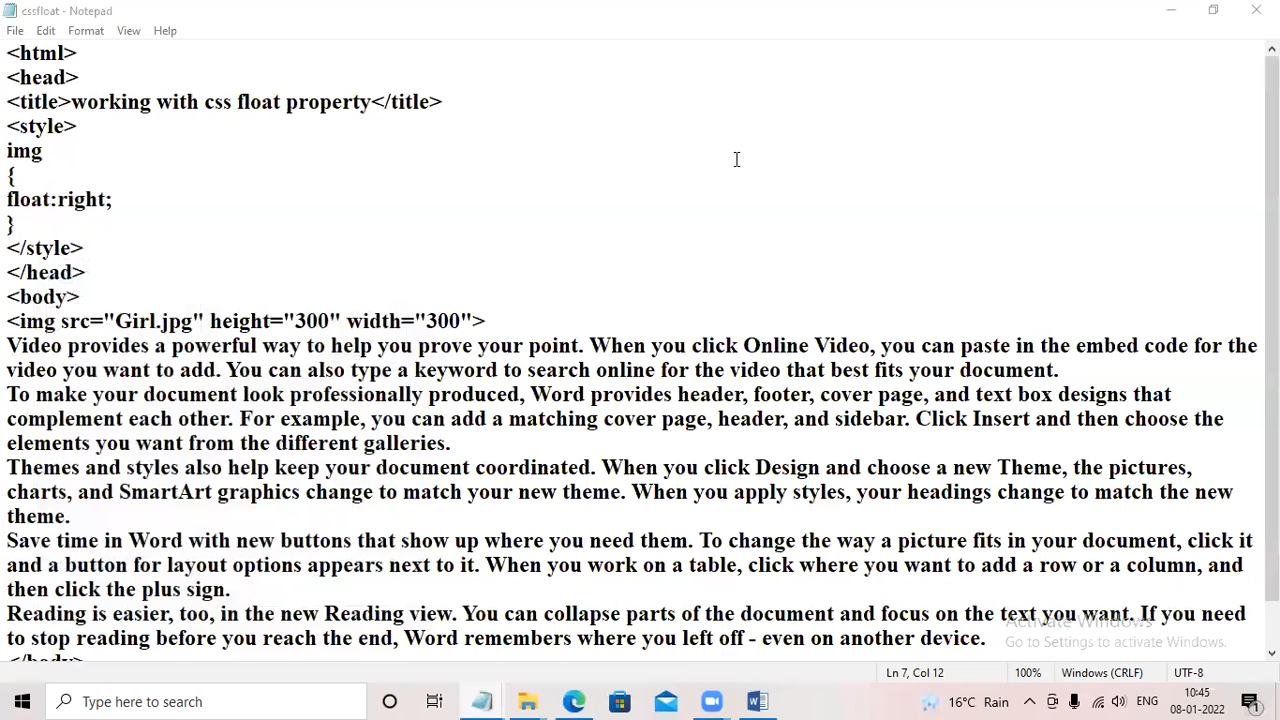 cssfloat - Notepad
File Edit Format View Help
<html>
<head>
<title>working with css float property</title>
<style>
img
{
float:right;
}
</style>
</head>
<body>
<img src="Girl.jpg" height="300" width="300">
Video provides a powerful way to help you prove your point. When you click Online Video, you can paste in the embed code for the
video you want to add. You can also type a keyword to search online for the video that best fits your document.
To make your document look professionally produced, Word provides header, footer, cover page, and text box designs that
complement each other. For example, you can add a matching cover page, header, and sidebar. Click Insert and then choose the
elements you want from the different galleries.
Themes and styles also help keep your document coordinated. When you click Design and choose a new Theme, the pictures,
charts, and SmartArt graphics change to match your new theme. When you apply styles, your headings change to match the new
theme.
Save time in Word with new buttons that show up where you need them. To change the way a picture fits in your document, click it
and a button for layout options appears next to it. When you work on a table, click where you want to add a row or a column, and
then click the plus sign.
Reading is easier, too, in the new Reading view. You can collapse parts of the document and focus on the text you want. If you need
to stop reading before you reach the end, Word remembers where you left off - even on another device.
</body>
Activate Windows
Go to Settings to activate Windows.
Ln 7, Col 12 100% Windows (CRLF) UTF-8
Type here to search 16°C Rain ENG 10:45
08-01-2022 1